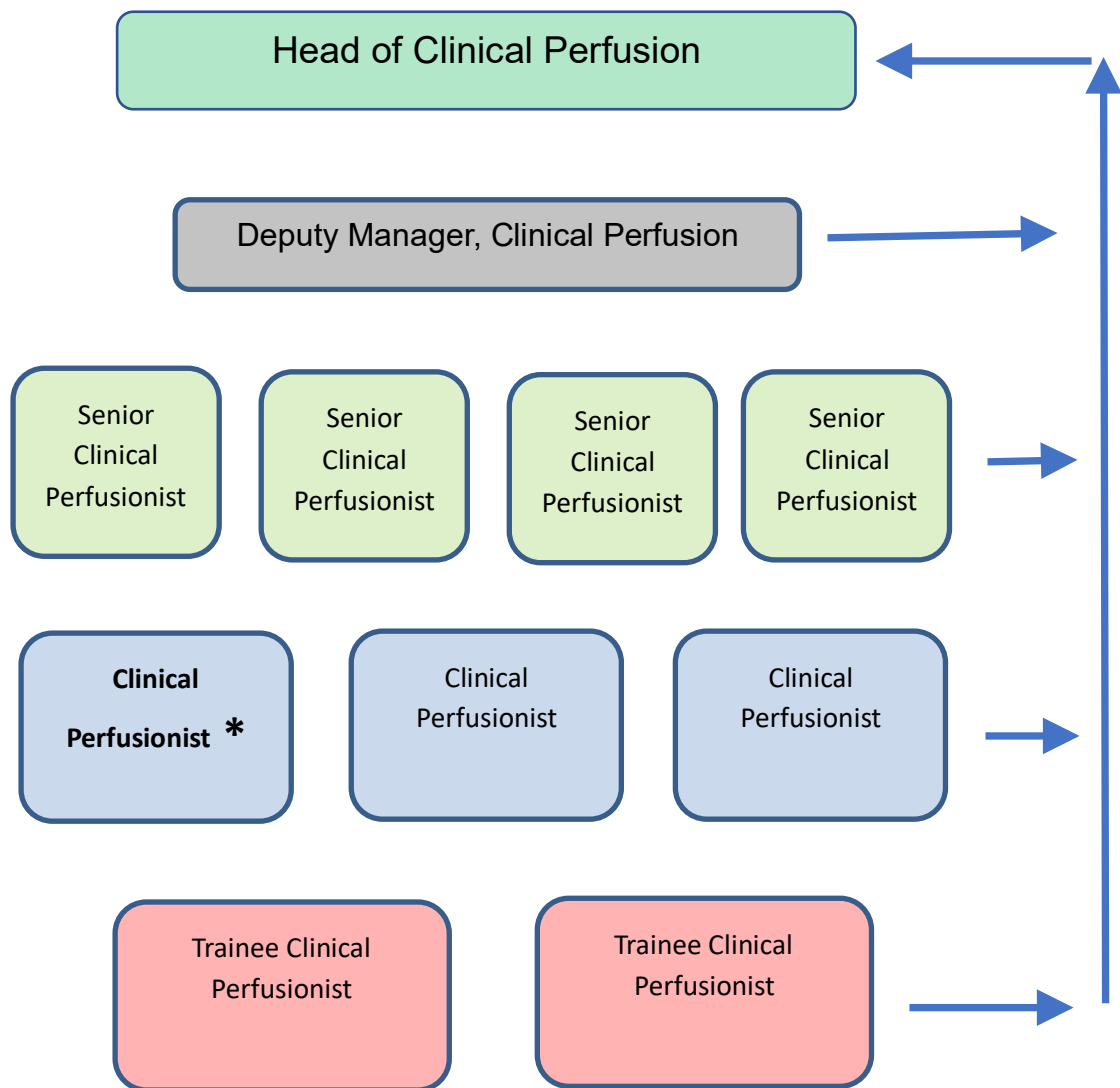 Head of Clinical Perfusion
Deputy Manager, Clinical Perfusion
Senior
Clinical
Perfusionist
Senior
Clinical
Perfusionist
Senior
Clinical
Perfusionist
Senior
Clinical
Perfusionist
Clinical
Perfusionist *
Clinical
Perfusionist
Clinical
Perfusionist
Trainee Clinical
Perfusionist
Trainee Clinical
Perfusionist